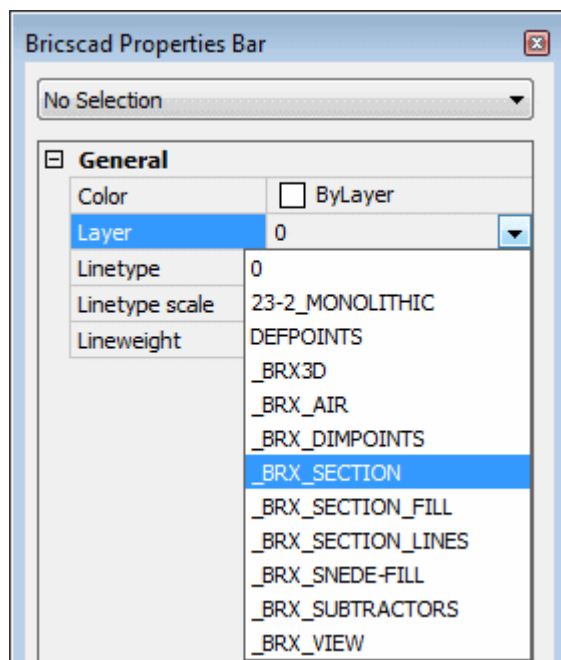 Bricscad Properties Bar
No Selection
General
Color ByLayer
Layer 0
Linetype 0
Linetype scale 23-2_MONOLITHIC
Lineweight DEFPOINTS
_BRX3D
_BRX_AIR
_BRX_DIMPOINTS
_BRX_SECTION
_BRX_SECTION_FILL
_BRX_SECTION_LINES
_BRX_SNEDE-FILL
_BRX_SUBTRACTORS
_BRX_VIEW